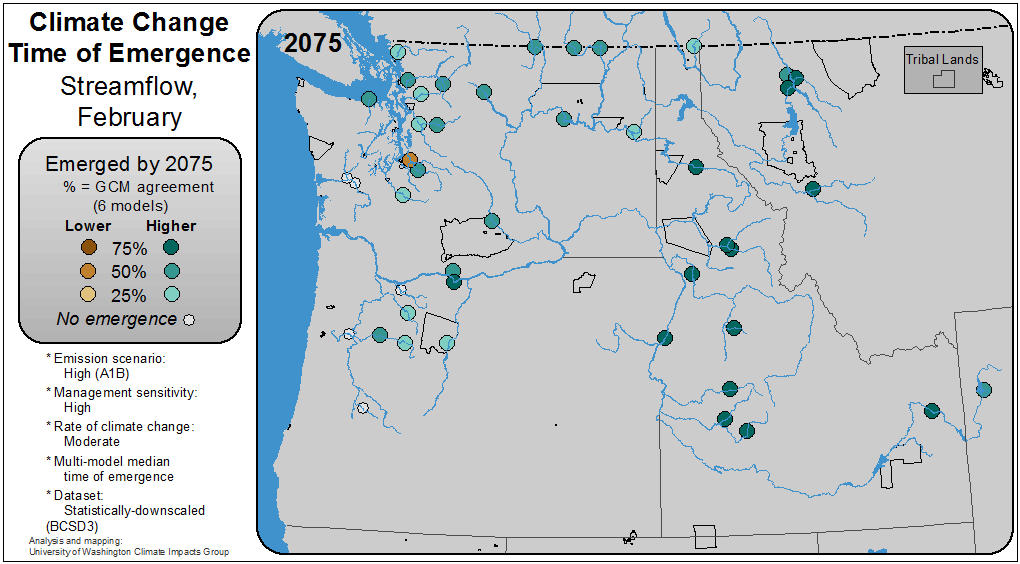 Climate Change
Time of Emergence
Streamflow,
February
Emerged by 2075
% = GCM agreement
(6 models)
Lower Higher
75%
50%
25%
No emergence
* Emission scenario:
High (A1B)
* Management sensitivity:
High
* Rate of climate change:
Moderate
* Multi-model median
time of emergence
* Dataset:
Statistically-downscaled
(BCSD3)
Analysis and mapping:
University of Washington Climate Impacts Group
2075
Tribal Lands